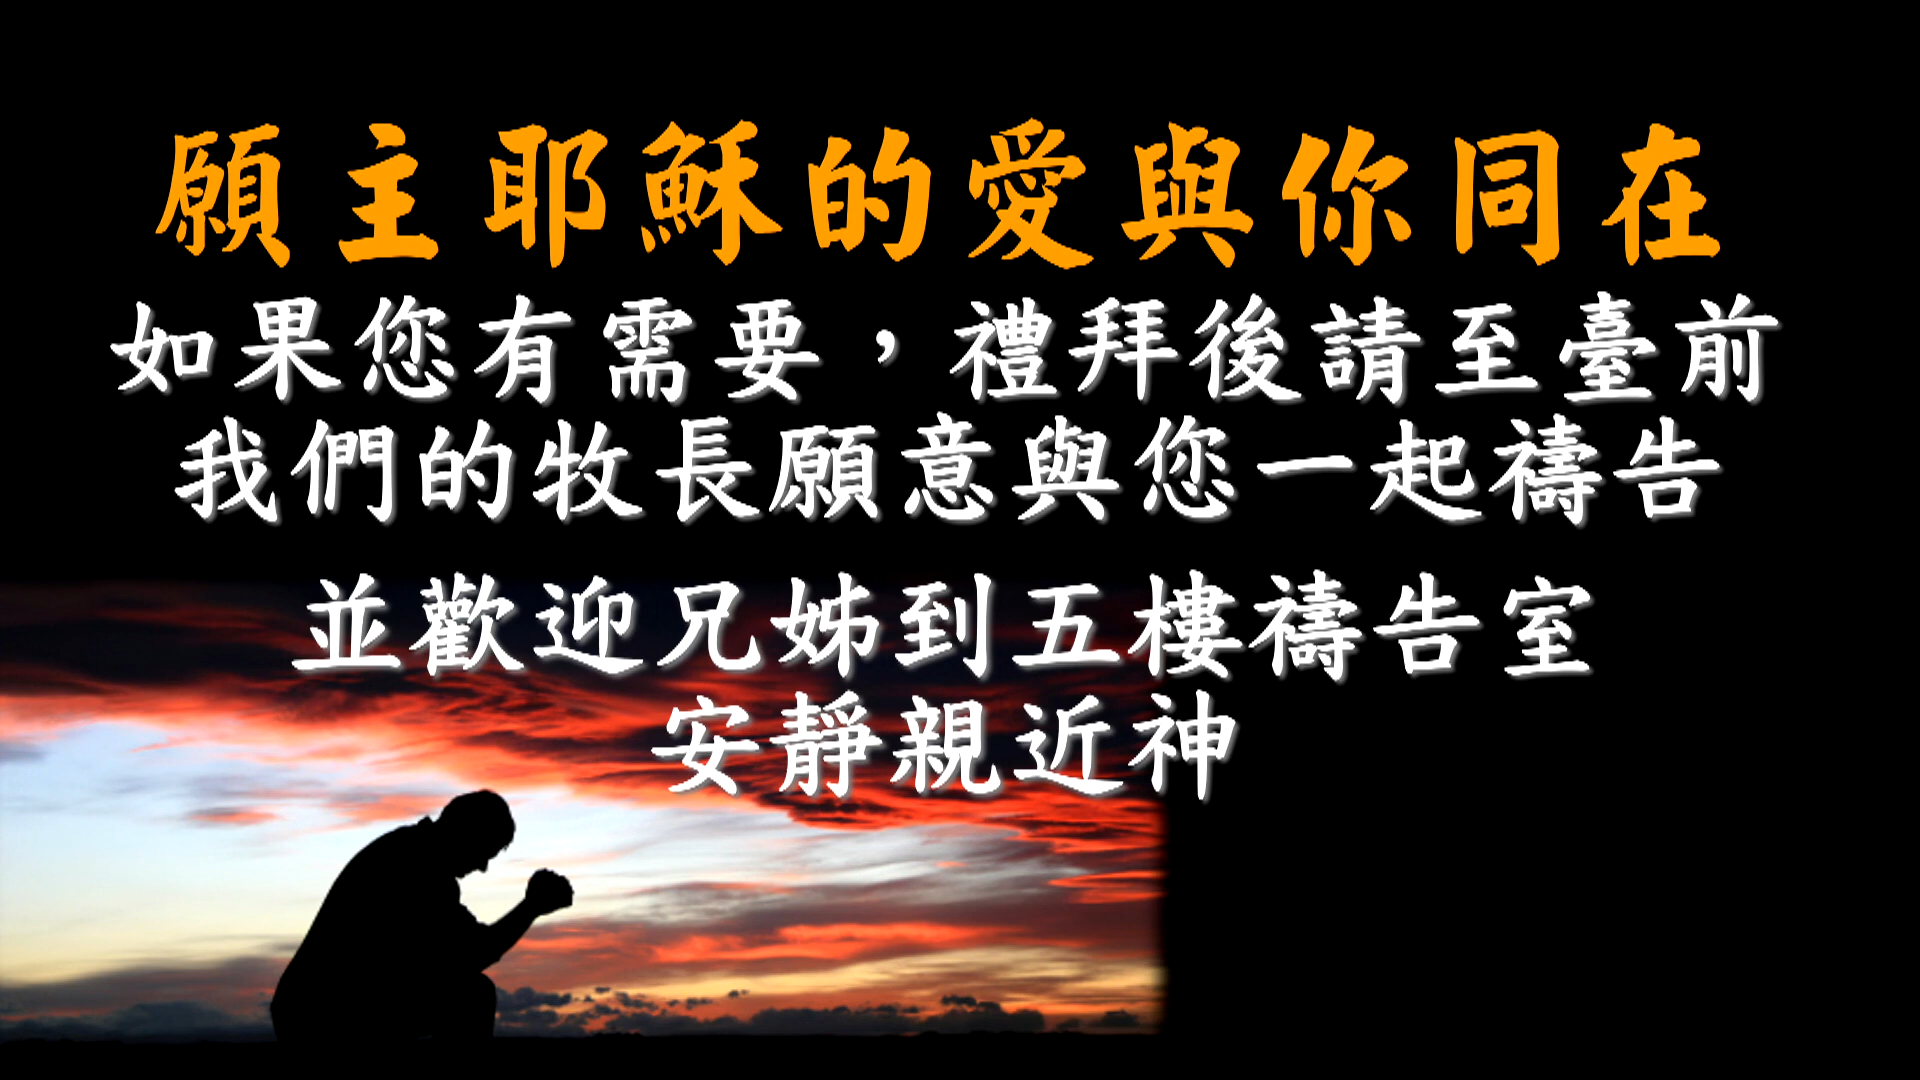 願主耶穌的愛與你同在
如果您有需要，禮拜後請至臺前
我們的牧長願意與您一起禱告
並歡迎兄姊到五樓禱告室
安靜親近神